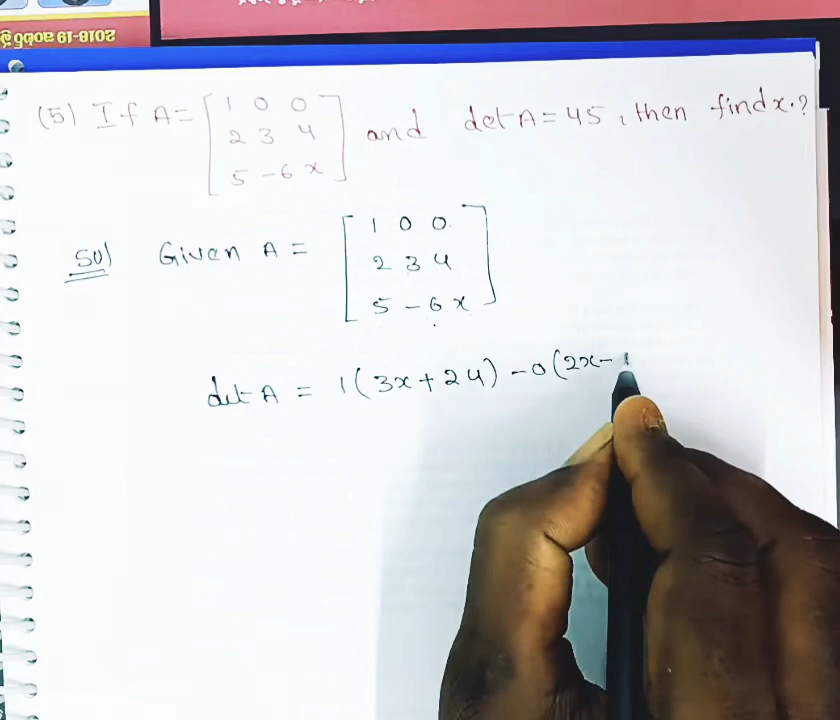 (5) If A = [ 1 0 0 and det A = 45, then find x.?
2 3 4
5 -6 x ]
Sol Given A = [ 1 0 0
2 3 4
5 -6 x ]
det A = 1(3x+24) -0(2x-